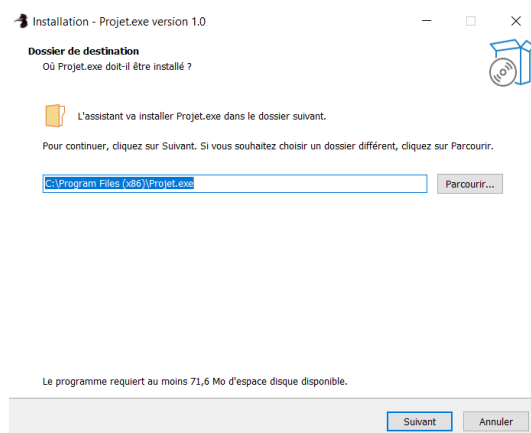 Installation - Projet.exe version 1.0
Dossier de destination
Où Projet.exe doit-il être installé ?
L'assistant va installer Projet.exe dans le dossier suivant.
Pour continuer, cliquez sur Suivant. Si vous souhaitez choisir un dossier différent, cliquez sur Parcourir.
C:\Program Files (x86)\Projet.exe
Parcourir...
Le programme requiert au moins 71,6 Mo d'espace disque disponible.
Suivant
Annuler